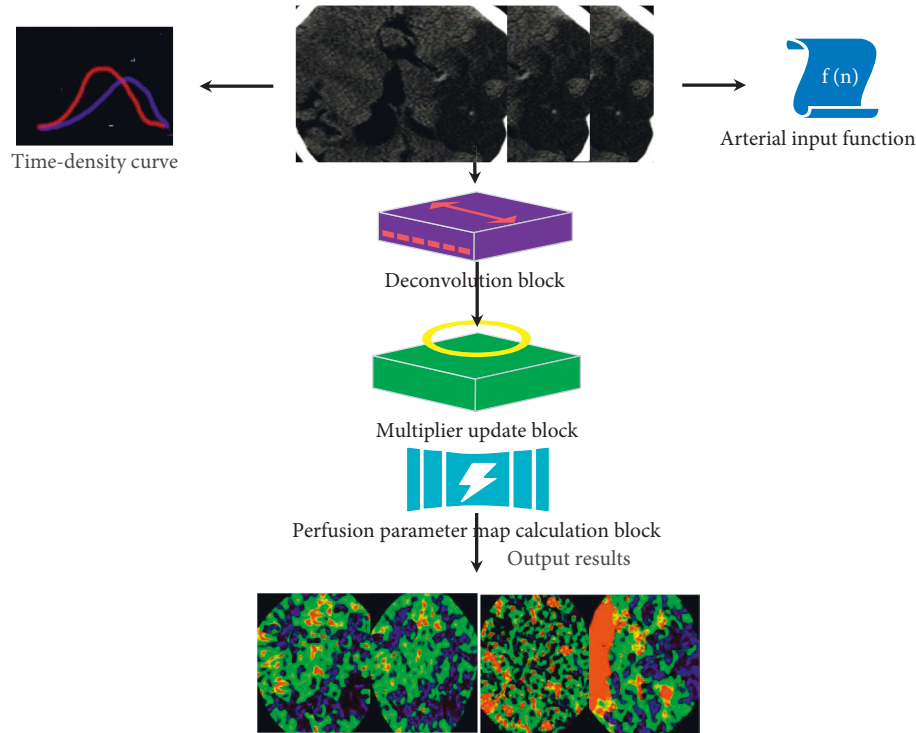 f (n)
Time-density curve
Arterial input function
Deconvolution block
Multiplier update block
Perfusion parameter map calculation block
Output results